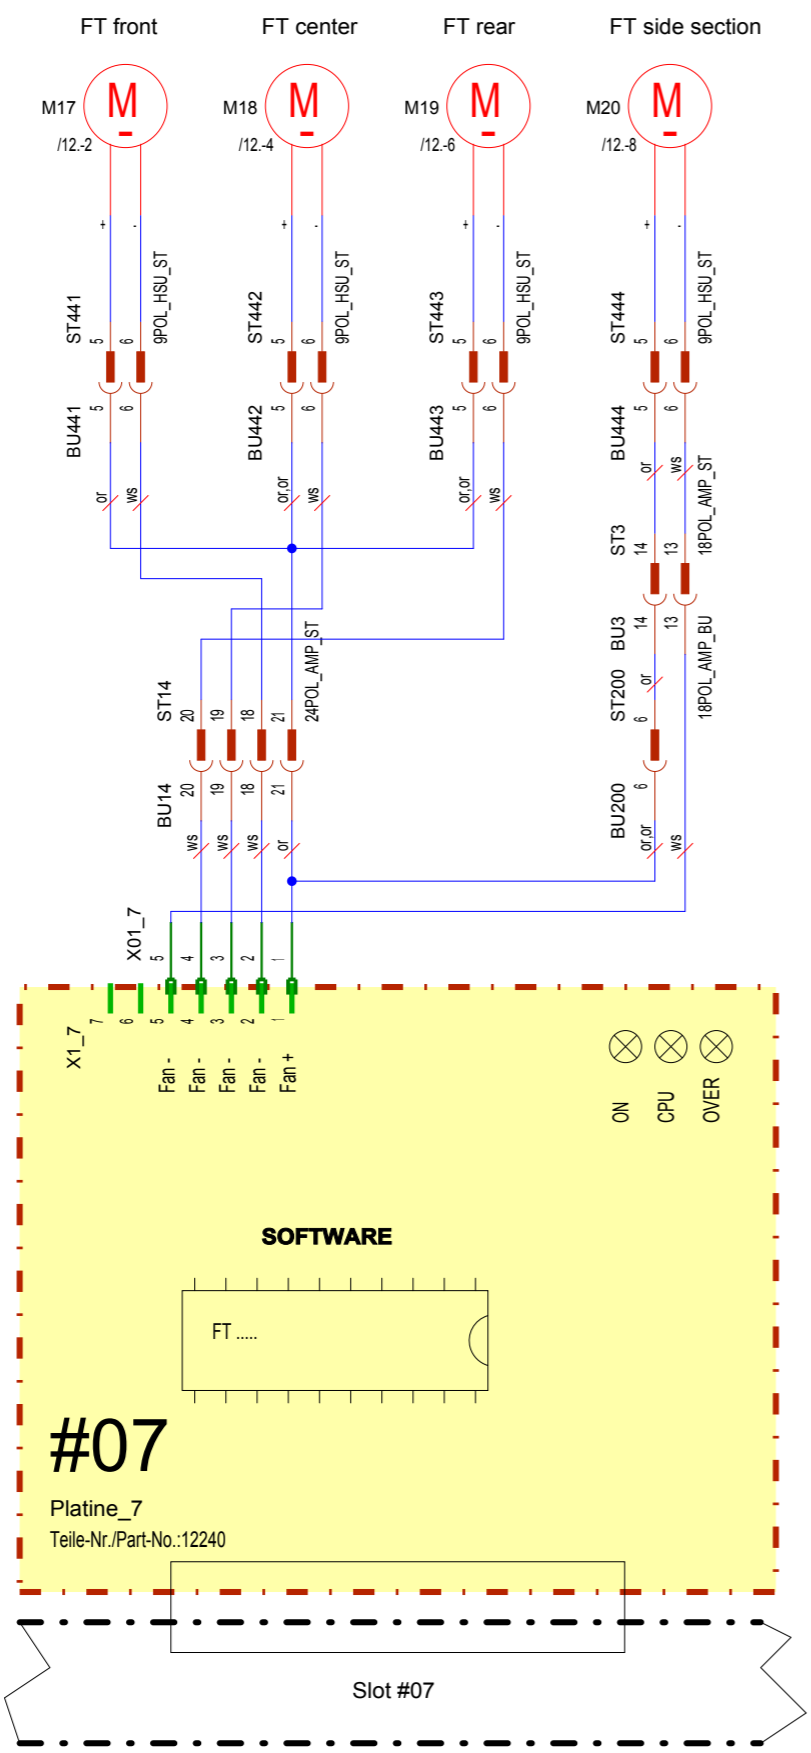 FT front FT center FT rear FT side section
M17 M M18 M M19 M M20 M
/12.-2 /12.-4 /12.-6 /12.-8
+ - + - + - + -
ST441 5 6 9POL_HSU_ST ST442 5 6 9POL_HSU_ST ST443 5 6 9POL_HSU_ST ST444 5 6 9POL_HSU_ST
BU441 5 6 BU442 5 6 BU443 5 6 BU444 5 6
or ws or,or ws or,or ws or ws
ST3 14 13 18POL_AMP_ST
BU3 14 13 18POL_AMP_BU
ST14 20 19 18 21 24POL_AMP_ST ST200 or 6
BU14 20 19 18 21 BU200 6
ws ws ws or or,or ws
X01_7 5 4 3 2 1
X1_7 7 6 5 4 3 2 1
Fan - Fan - Fan - Fan - Fan +
ON CPU OVER
SOFTWARE
FT .....
#07
Platine_7
Teile-Nr./Part-No.:12240
Slot #07